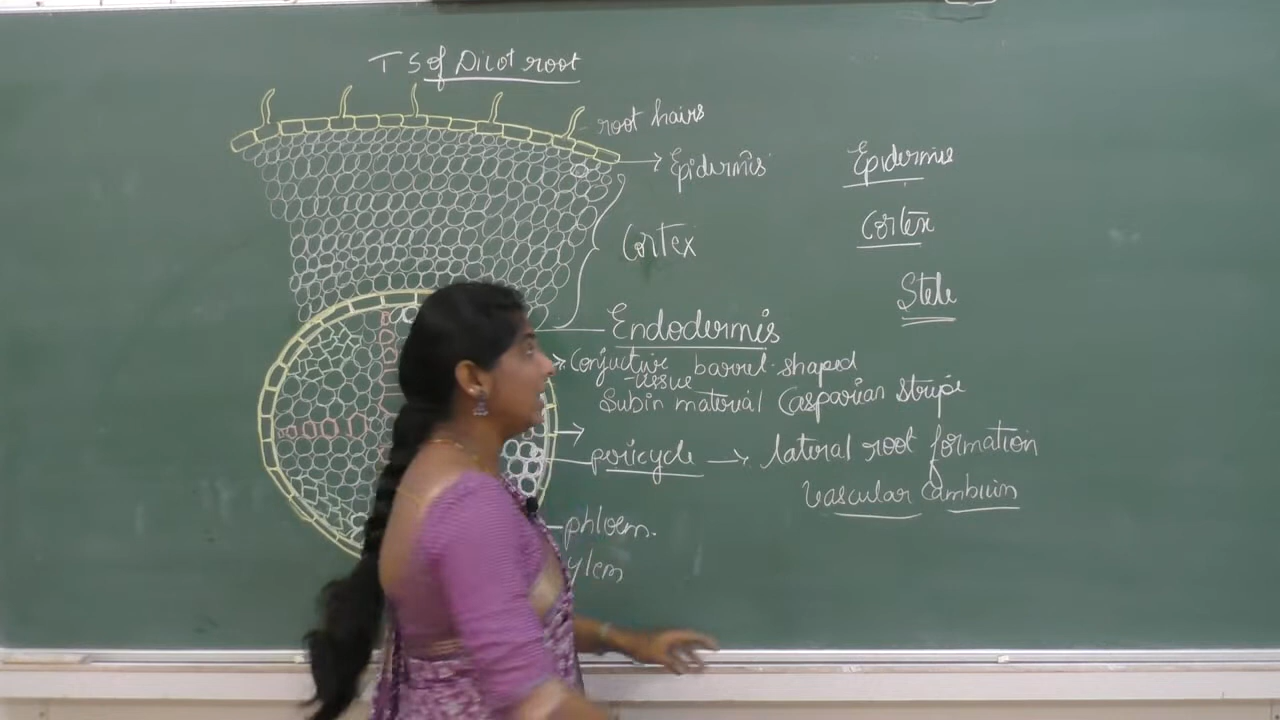 T S of Dicot root
root hairs
Epidermis
Epidermis
Cortex
Cortex
Stele
Endodermis
Conjuctive barrel shaped
tissue
Subin material Casparian Stripe
pericycle → lateral root formation
Vascular Cambium
phloem.
ylem